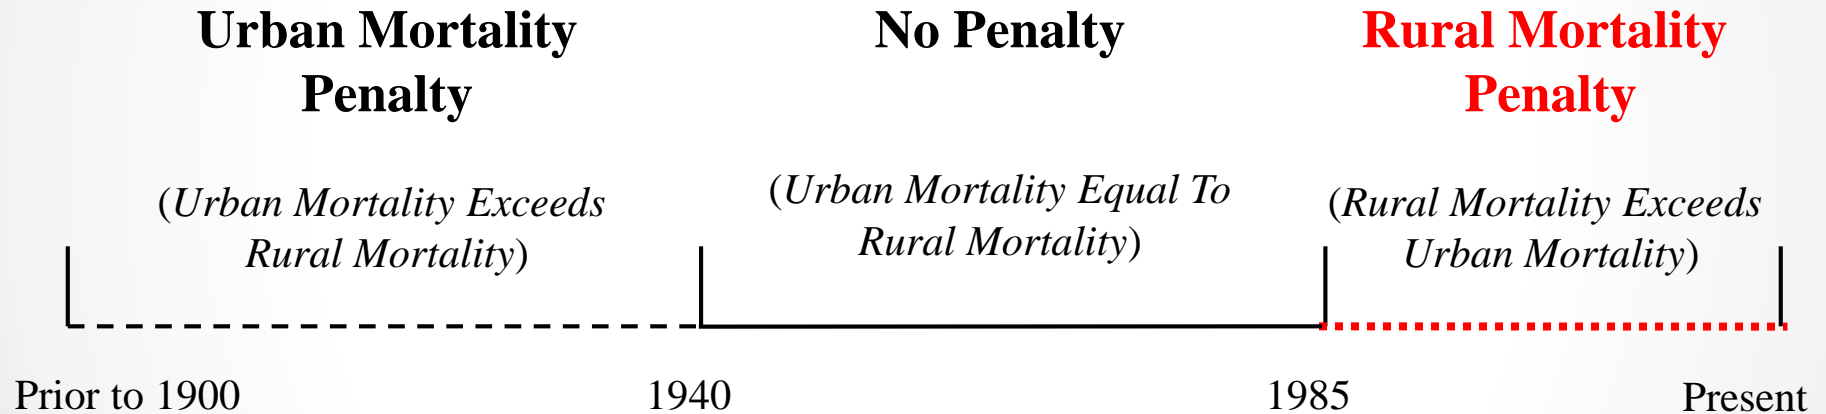 Urban Mortality
Penalty
No Penalty
Rural Mortality
Penalty
(Urban Mortality Exceeds
Rural Mortality)
(Urban Mortality Equal To
Rural Mortality)
(Rural Mortality Exceeds
Urban Mortality)
Prior to 1900
1940
1985
Present